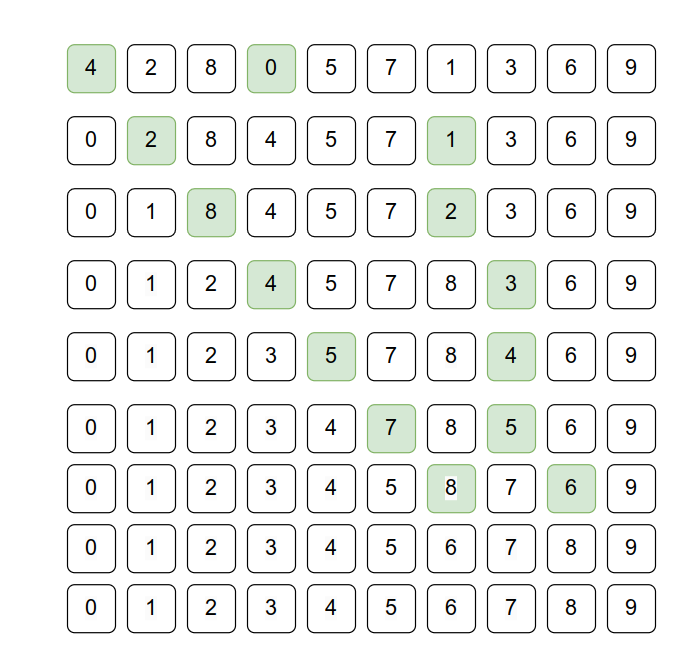 4 2 8 0 5 7 1 3 6 9
0 2 8 4 5 7 1 3 6 9
0 1 8 4 5 7 2 3 6 9
0 1 2 4 5 7 8 3 6 9
0 1 2 3 5 7 8 4 6 9
0 1 2 3 4 7 8 5 6 9
0 1 2 3 4 5 8 7 6 9
0 1 2 3 4 5 6 7 8 9
0 1 2 3 4 5 6 7 8 9